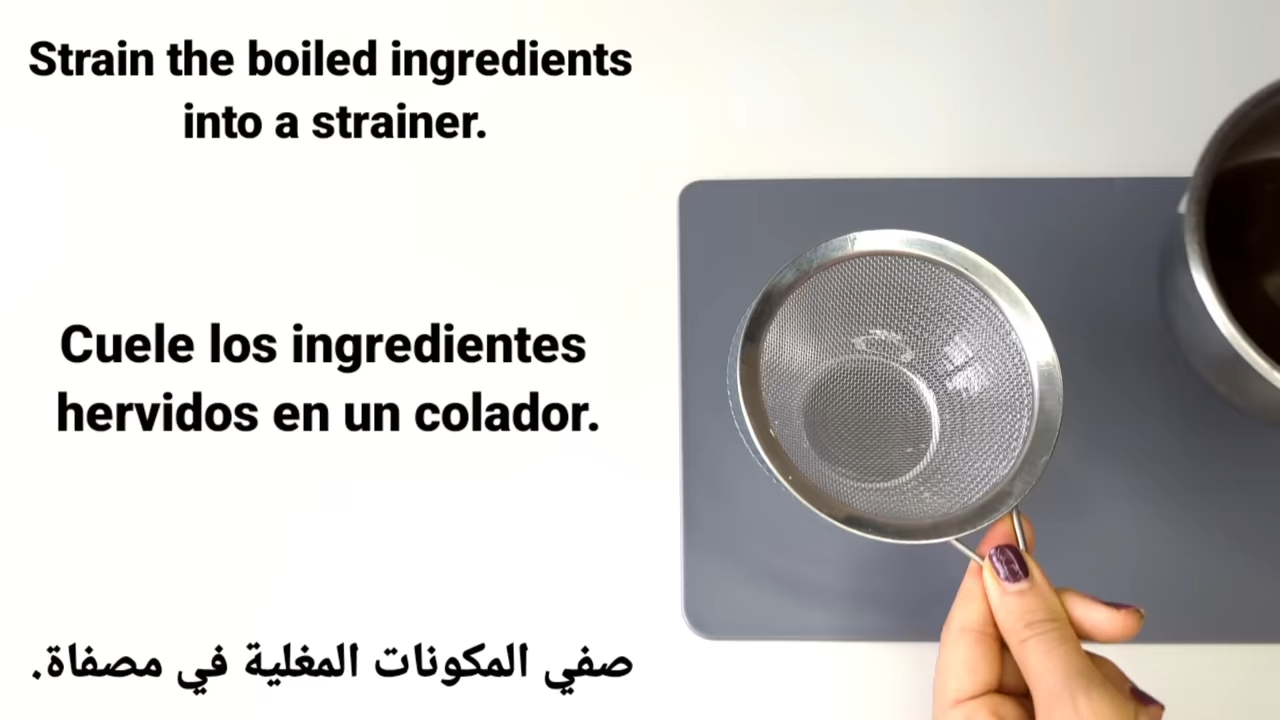 Strain the boiled ingredients
into a strainer.
Cuele los ingredientes
hervidos en un colador.
صفي المكونات المغلية في مصفاة.